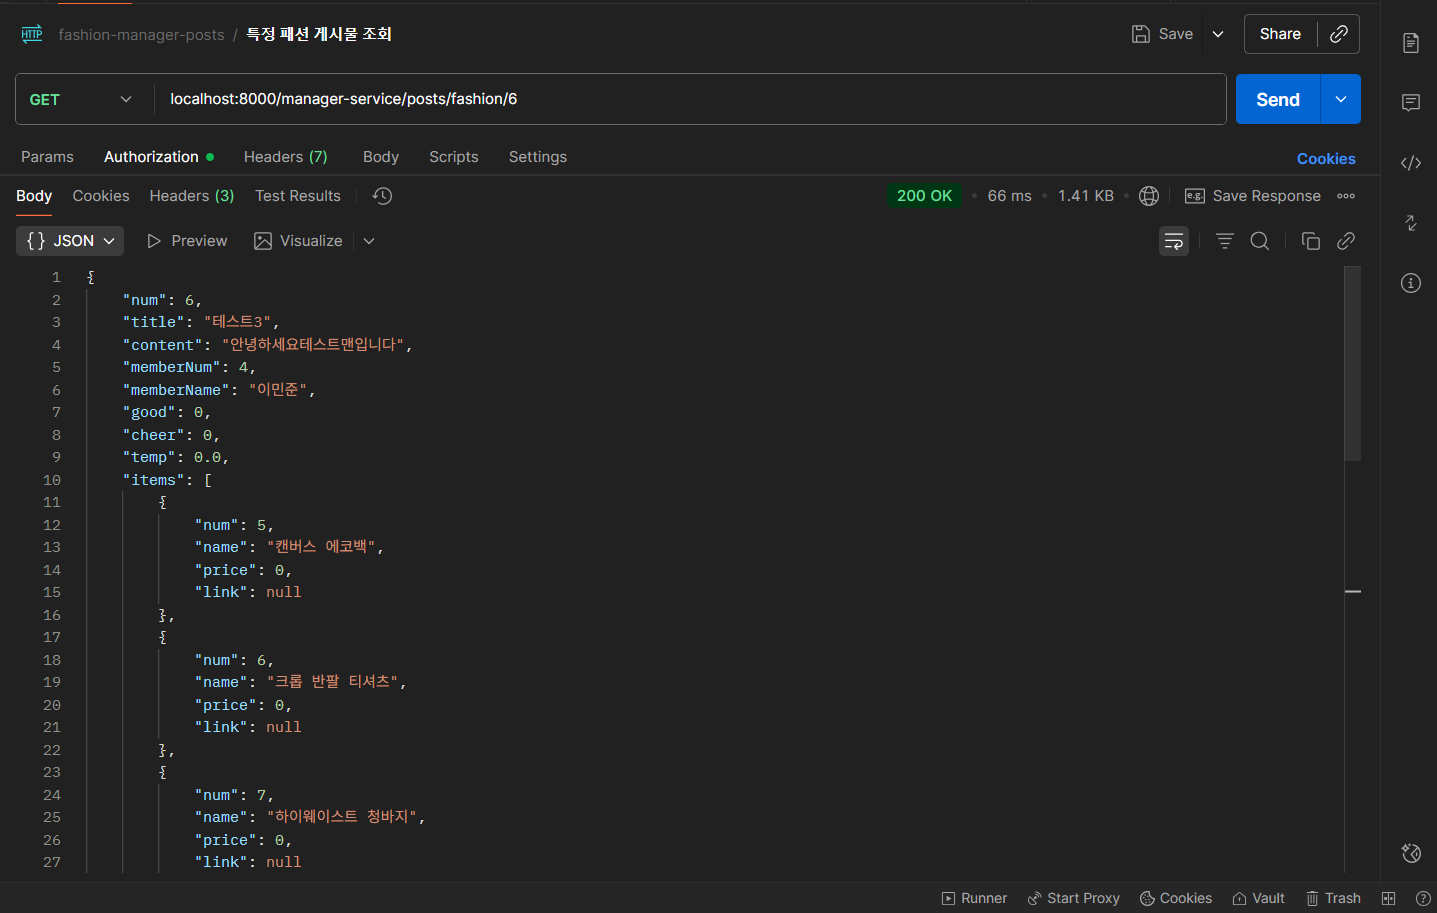 HTTP fashion-manager-posts / 특정 패션 게시물 조회 Save Share
GET localhost:8000/manager-service/posts/fashion/6 Send
Params Authorization Headers (7) Body Scripts Settings Cookies
Body Cookies Headers (3) Test Results 200 OK • 66 ms • 1.41 KB • e.g. Save Response
{} JSON Preview Visualize
1 {
2 "num": 6,
3 "title": "테스트3",
4 "content": "안녕하세요테스트맨입니다",
5 "memberNum": 4,
6 "memberName": "이민준",
7 "good": 0,
8 "cheer": 0,
9 "temp": 0.0,
10 "items": [
11 {
12 "num": 5,
13 "name": "캔버스 에코백",
14 "price": 0,
15 "link": null
16 },
17 {
18 "num": 6,
19 "name": "크롭 반팔 티셔츠",
20 "price": 0,
21 "link": null
22 },
23 {
24 "num": 7,
25 "name": "하이웨이스트 청바지",
26 "price": 0,
27 "link": null
Runner Start Proxy Cookies Vault Trash